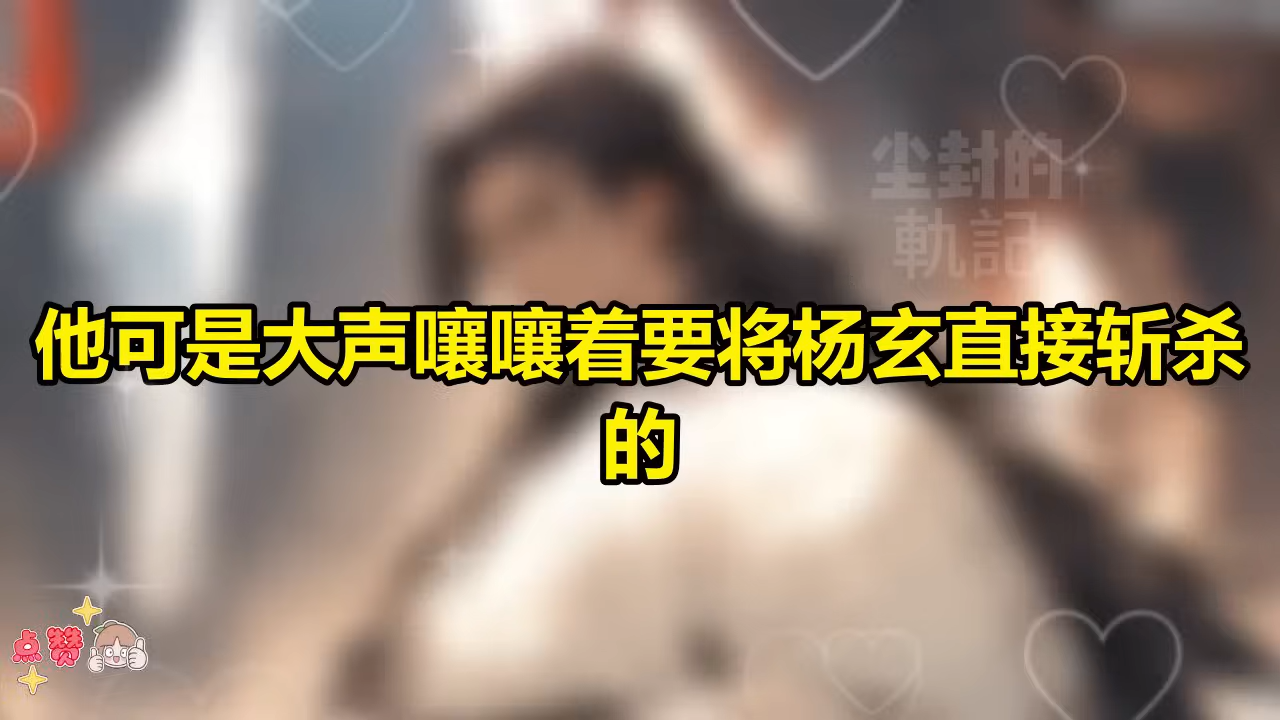 尘封的
軌記
他可是大声嚷嚷着要将杨玄直接斩杀
的
点赞